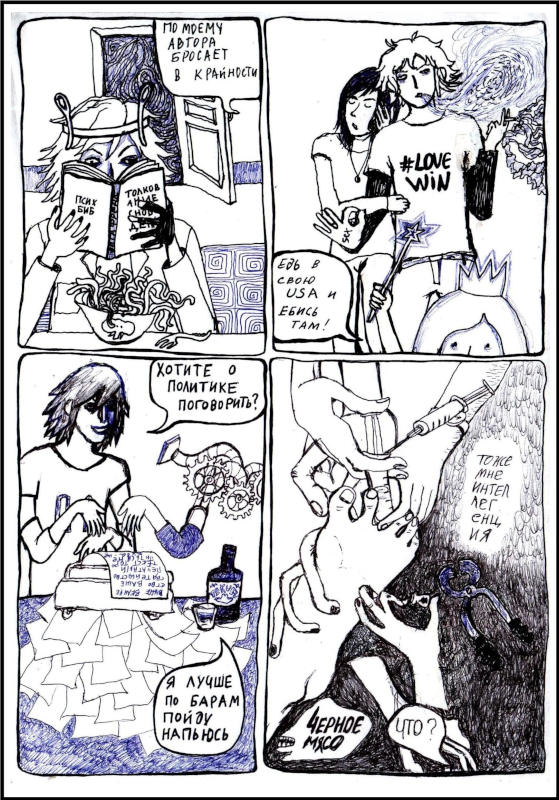 ПО МОЕМУ
АВТОРА
БРОСАЕТ
В КРАЙНОСТИ
ПСИХ
БИБ
ТОЛКОВ
АНИЕ
СНОВ
#LOVE
WIN
ЕДЬ В
СВОЮ
USA И
ЕБИСЬ
ТАМ!
ХОТИТЕ О
ПОЛИТИКЕ
ПОГОВОРИТЬ?
Я ЛУЧШЕ
ПО БАРАМ
ПОЙДУ
НАПЬЮСЬ
ТОЖЕ
МНЕ
ИНТЕЛ
ЛЕГ
ЕНЦ
ИЯ
ЧЕРНОЕ
МЯСО
ЧТО?